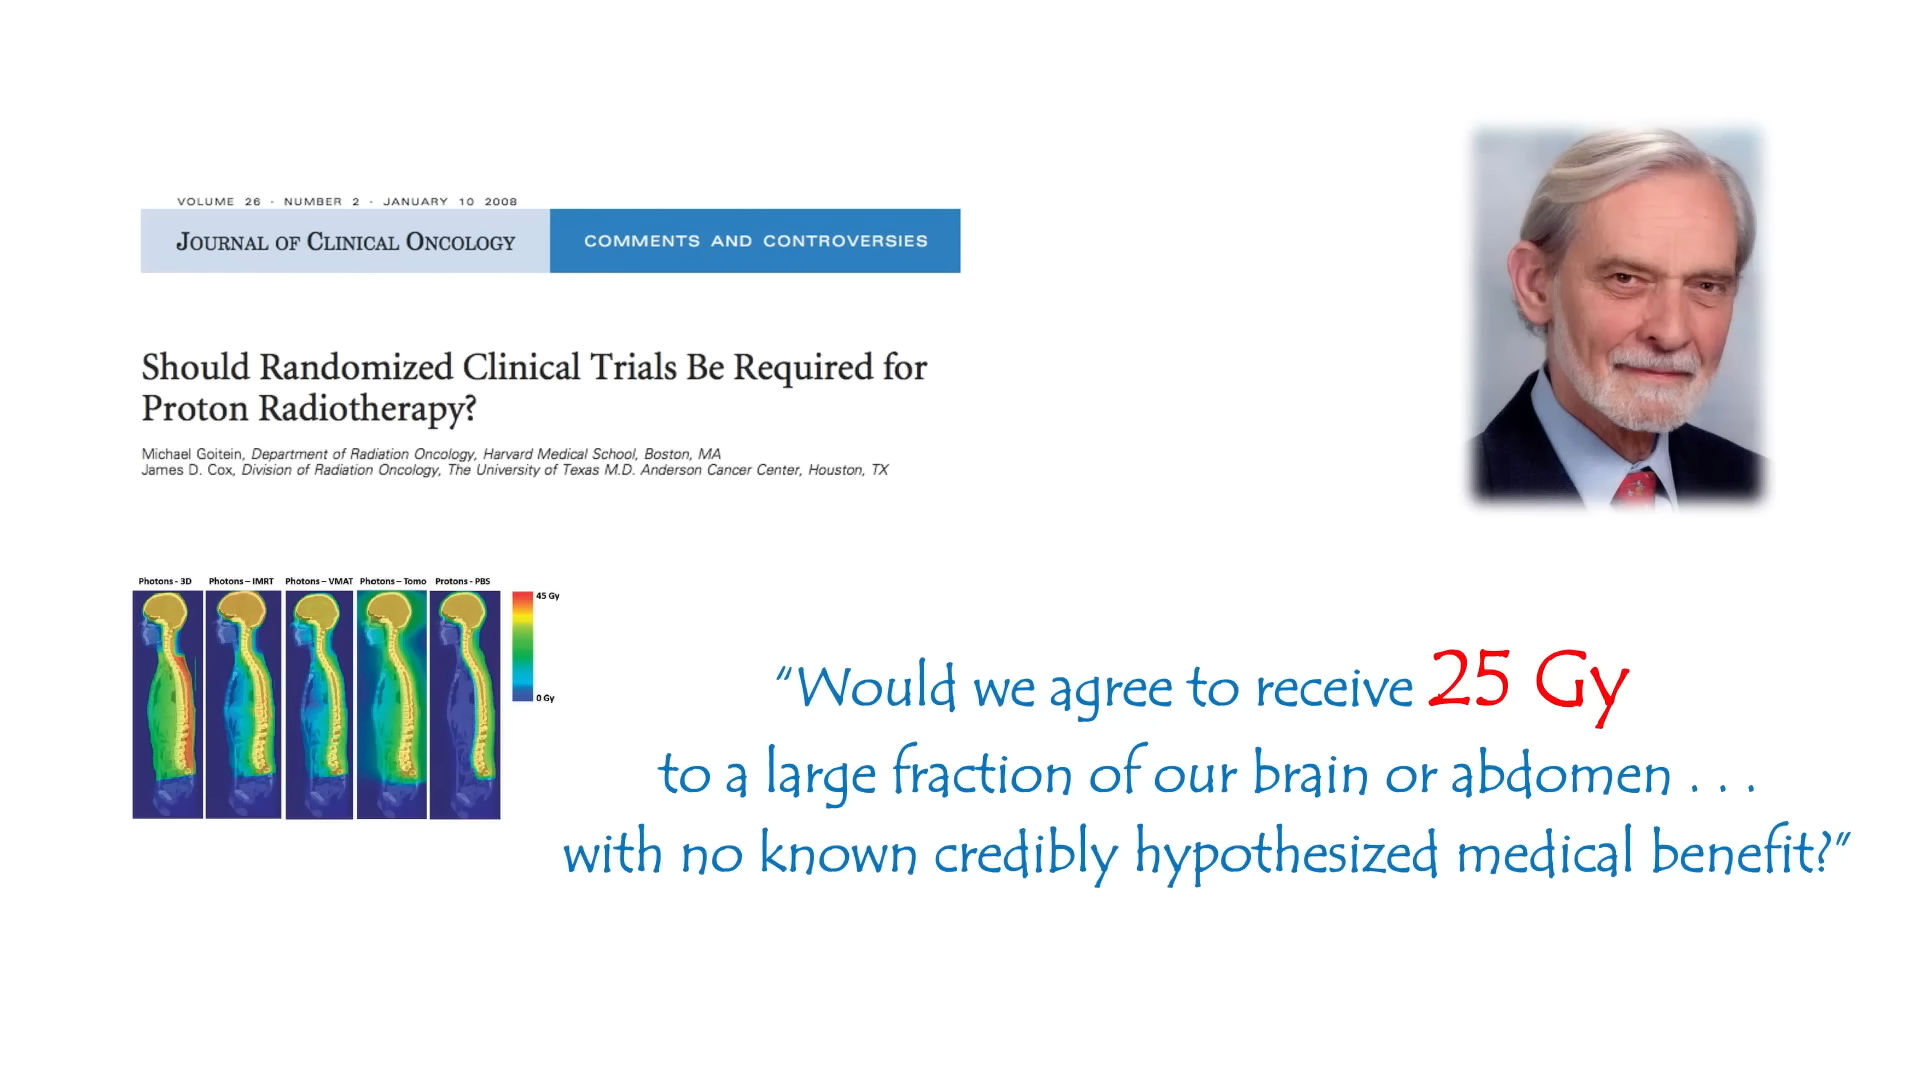 VOLUME 26 · NUMBER 2 · JANUARY 10 2008
JOURNAL OF CLINICAL ONCOLOGY
COMMENTS AND CONTROVERSIES
Should Randomized Clinical Trials Be Required for
Proton Radiotherapy?
Michael Goitein, Department of Radiation Oncology, Harvard Medical School, Boston, MA
James D. Cox, Division of Radiation Oncology, The University of Texas M.D. Anderson Cancer Center, Houston, TX
Photons - 3D
Photons – IMRT
Photons – VMAT
Photons – Tomo
Protons - PBS
45 Gy
0 Gy
“Would we agree to receive 25 Gy
to a large fraction of our brain or abdomen . . .
with no known credibly hypothesized medical benefit?”